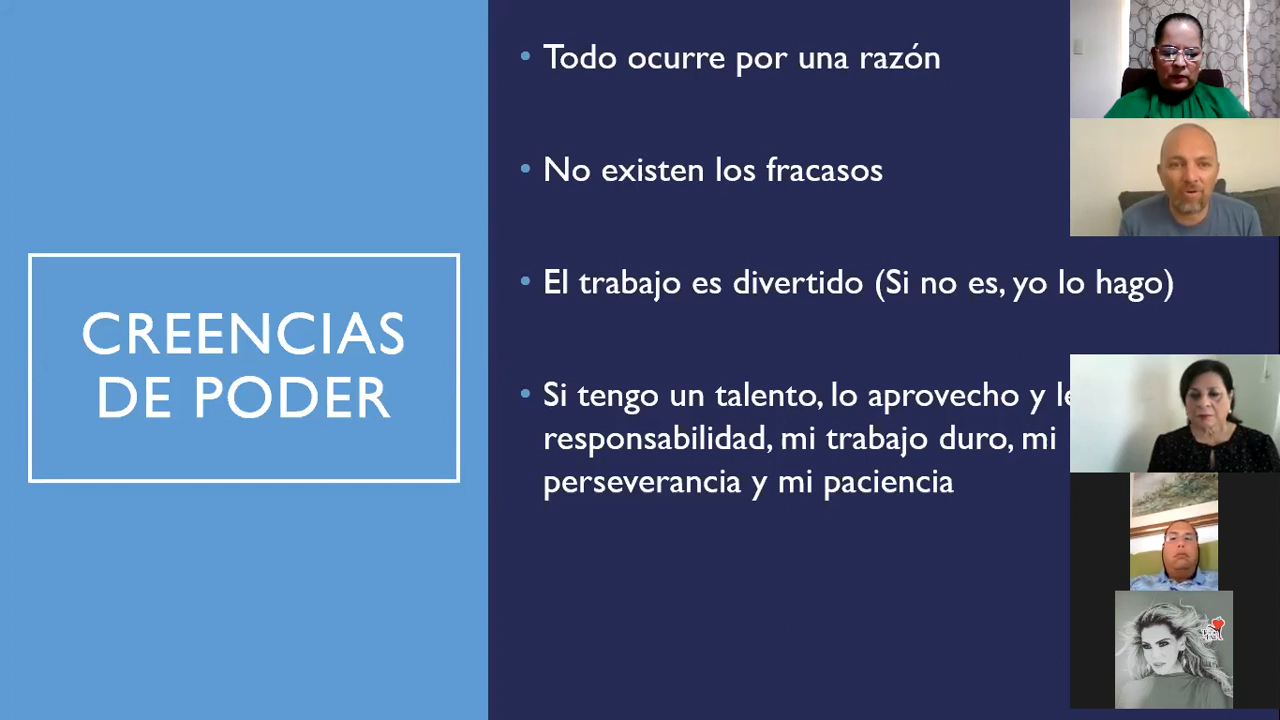 CREENCIAS
DE PODER
• Todo ocurre por una razón
• No existen los fracasos
• El trabajo es divertido (Si no es, yo lo hago)
• Si tengo un talento, lo aprovecho y
responsabilidad, mi trabajo duro, mi
perseverancia y mi paciencia